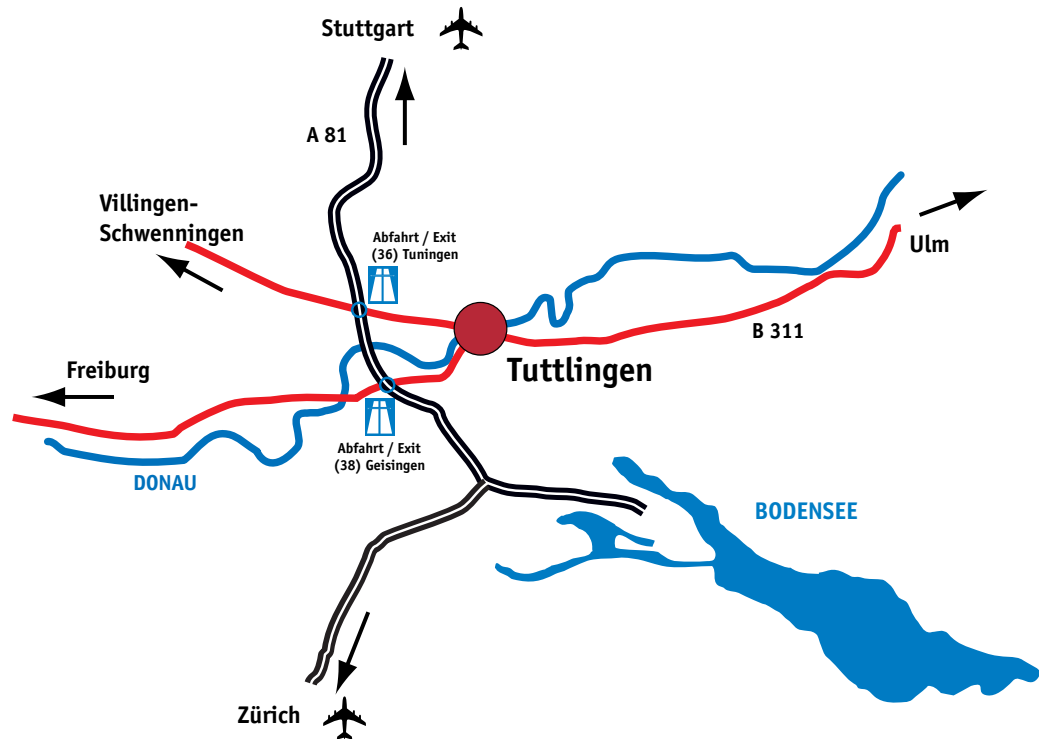 Stuttgart
A 81
Villingen-
Schwenningen
Abfahrt / Exit
(36) Tuningen
Ulm
B 311
Freiburg
Tuttlingen
Abfahrt / Exit
(38) Geisingen
DONAU
BODENSEE
Zürich